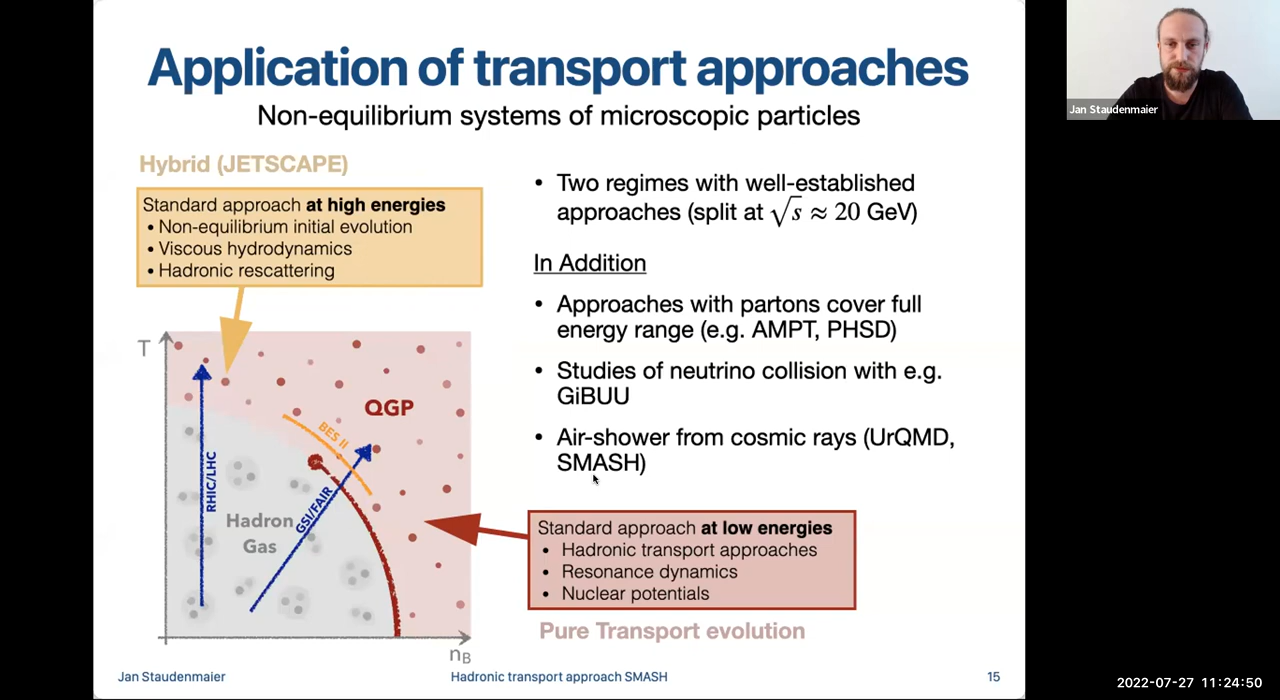 Application of transport approaches
Non-equilibrium systems of microscopic particles
Hybrid (JETSCAPE)
Standard approach at high energies
• Non-equilibrium initial evolution
• Viscous hydrodynamics
• Hadronic rescattering
T
QGP
BES II
RHIC/LHC
GSI/FAIR
Hadron
Gas
nB
• Two regimes with well-established
approaches (split at √s ≈ 20 GeV)
In Addition
• Approaches with partons cover full
energy range (e.g. AMPT, PHSD)
• Studies of neutrino collision with e.g.
GiBUU
• Air-shower from cosmic rays (UrQMD,
SMASH)
Standard approach at low energies
• Hadronic transport approaches
• Resonance dynamics
• Nuclear potentials
Pure Transport evolution
Jan Staudenmaier
Hadronic transport approach SMASH
15
Jan Staudenmaier
2022-07-27 11:24:50